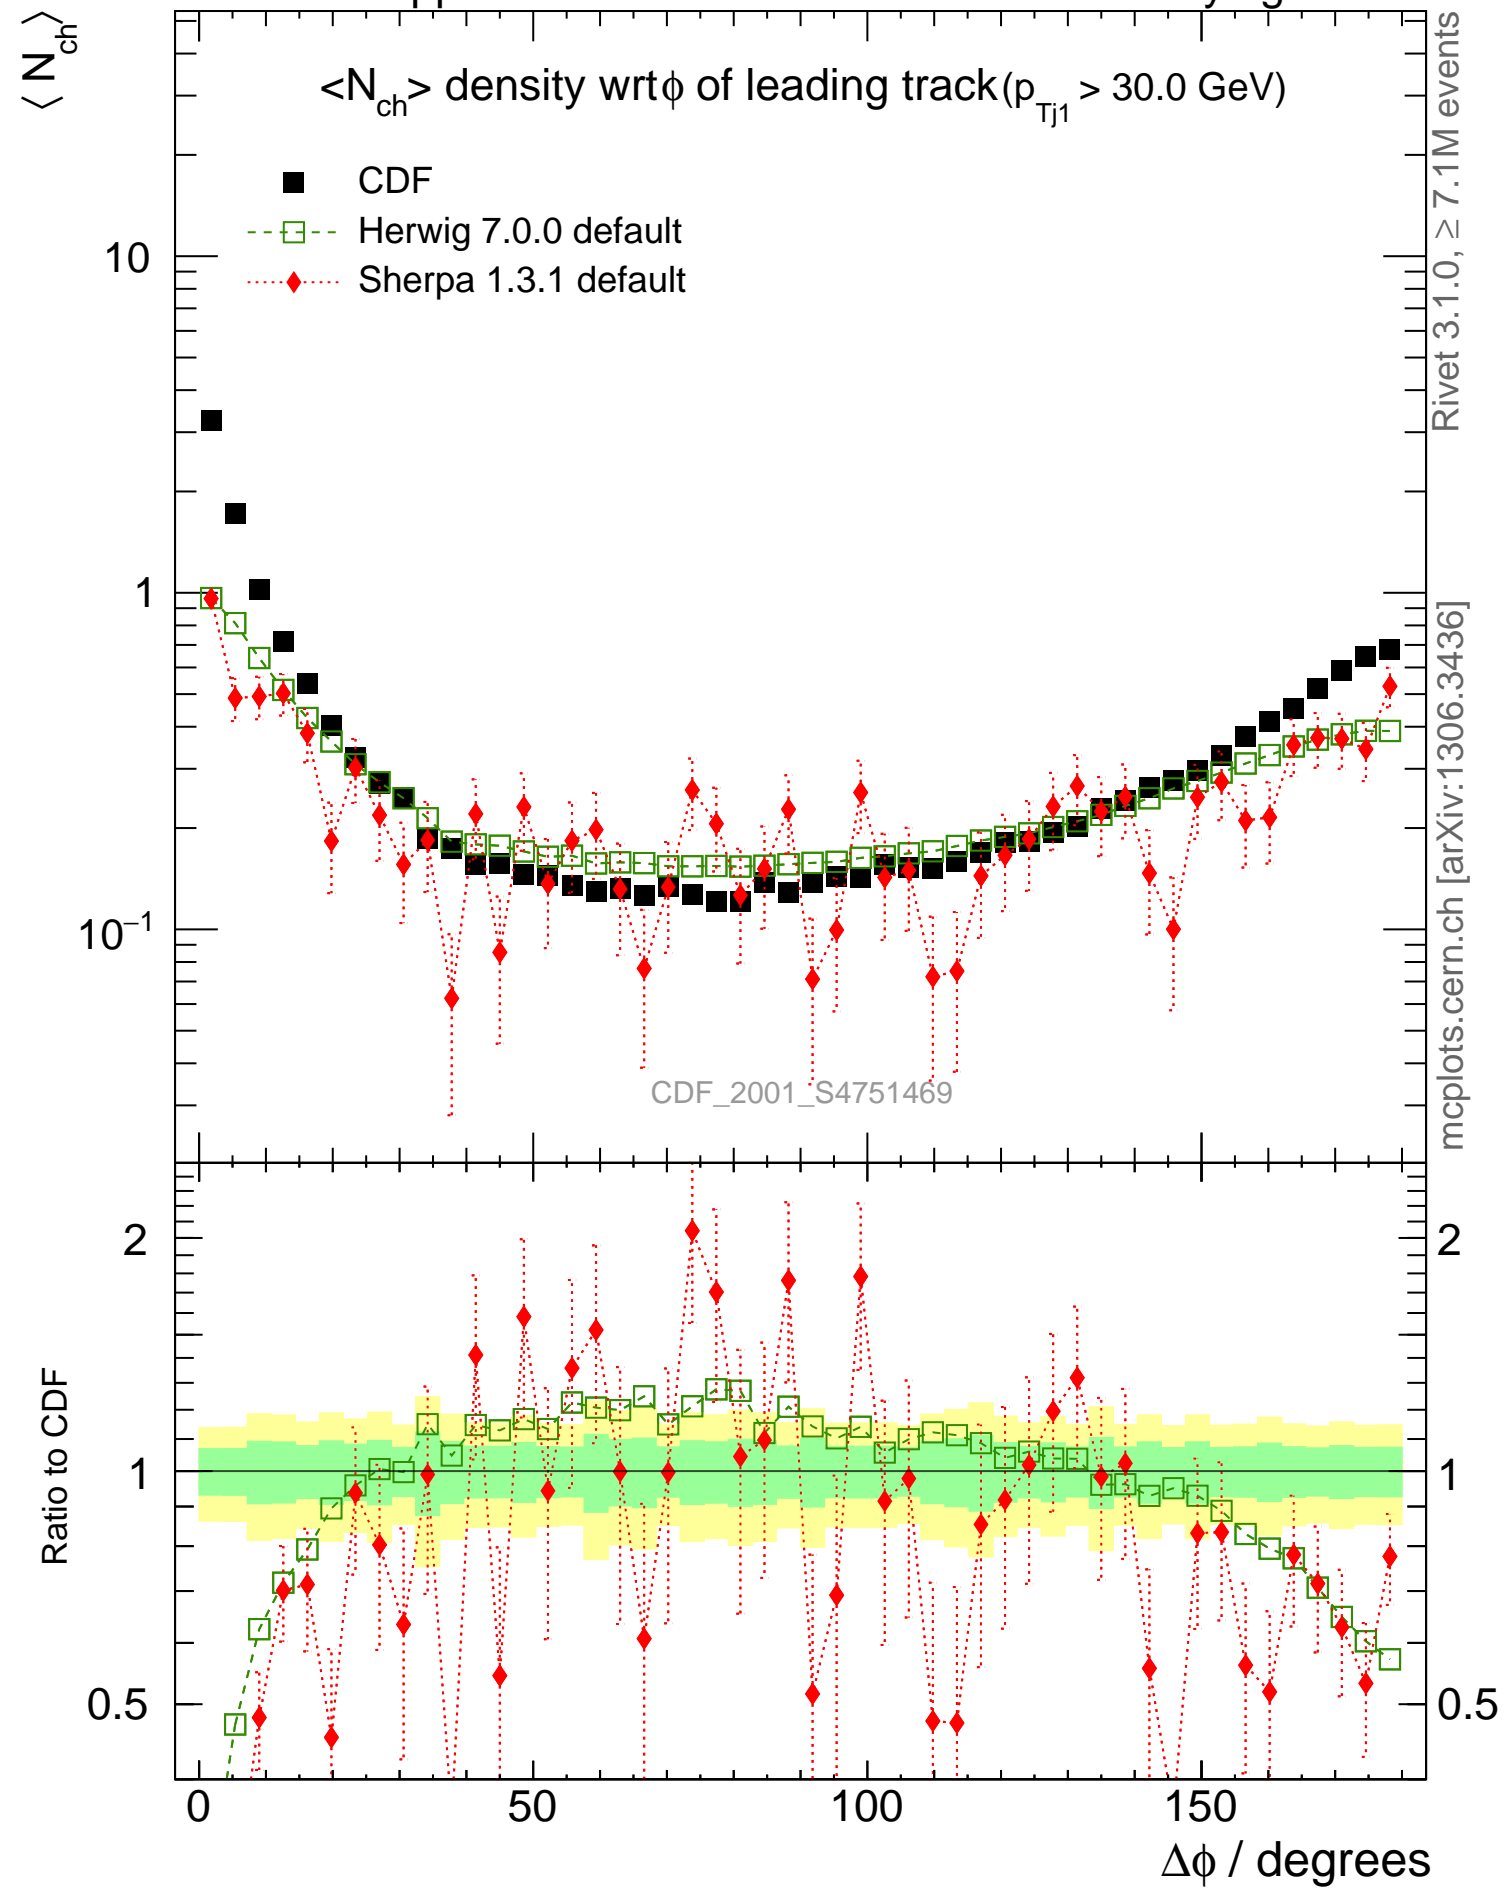 ⟨ N_ch ⟩
<N_ch> density wrtϕ of leading track(p_Tj1 > 30.0 GeV)
CDF
Herwig 7.0.0 default
Sherpa 1.3.1 default
10
1
10⁻¹
CDF_2001_S4751469
Rivet 3.1.0, ≥ 7.1M events
mcplots.cern.ch [arXiv:1306.3436]
Ratio to CDF
2
1
0.5
2
1
0.5
0 50 100 150
Δϕ / degrees